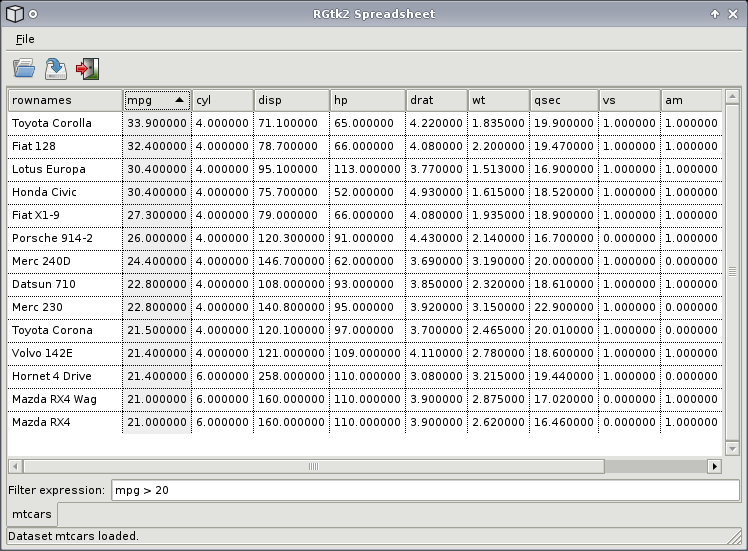 RGtk2 Spreadsheet
File
rownames mpg cyl disp hp drat wt qsec vs am
Toyota Corolla 33.900000 4.000000 71.100000 65.000000 4.220000 1.835000 19.900000 1.000000 1.000000
Fiat 128 32.400000 4.000000 78.700000 66.000000 4.080000 2.200000 19.470000 1.000000 1.000000
Lotus Europa 30.400000 4.000000 95.100000 113.000000 3.770000 1.513000 16.900000 1.000000 1.000000
Honda Civic 30.400000 4.000000 75.700000 52.000000 4.930000 1.615000 18.520000 1.000000 1.000000
Fiat X1-9 27.300000 4.000000 79.000000 66.000000 4.080000 1.935000 18.900000 1.000000 1.000000
Porsche 914-2 26.000000 4.000000 120.300000 91.000000 4.430000 2.140000 16.700000 0.000000 1.000000
Merc 240D 24.400000 4.000000 146.700000 62.000000 3.690000 3.190000 20.000000 1.000000 0.000000
Datsun 710 22.800000 4.000000 108.000000 93.000000 3.850000 2.320000 18.610000 1.000000 1.000000
Merc 230 22.800000 4.000000 140.800000 95.000000 3.920000 3.150000 22.900000 1.000000 0.000000
Toyota Corona 21.500000 4.000000 120.100000 97.000000 3.700000 2.465000 20.010000 1.000000 0.000000
Volvo 142E 21.400000 4.000000 121.000000 109.000000 4.110000 2.780000 18.600000 1.000000 1.000000
Hornet 4 Drive 21.400000 6.000000 258.000000 110.000000 3.080000 3.215000 19.440000 1.000000 0.000000
Mazda RX4 Wag 21.000000 6.000000 160.000000 110.000000 3.900000 2.875000 17.020000 0.000000 1.000000
Mazda RX4 21.000000 6.000000 160.000000 110.000000 3.900000 2.620000 16.460000 0.000000 1.000000
Filter expression: mpg > 20
mtcars
Dataset mtcars loaded.